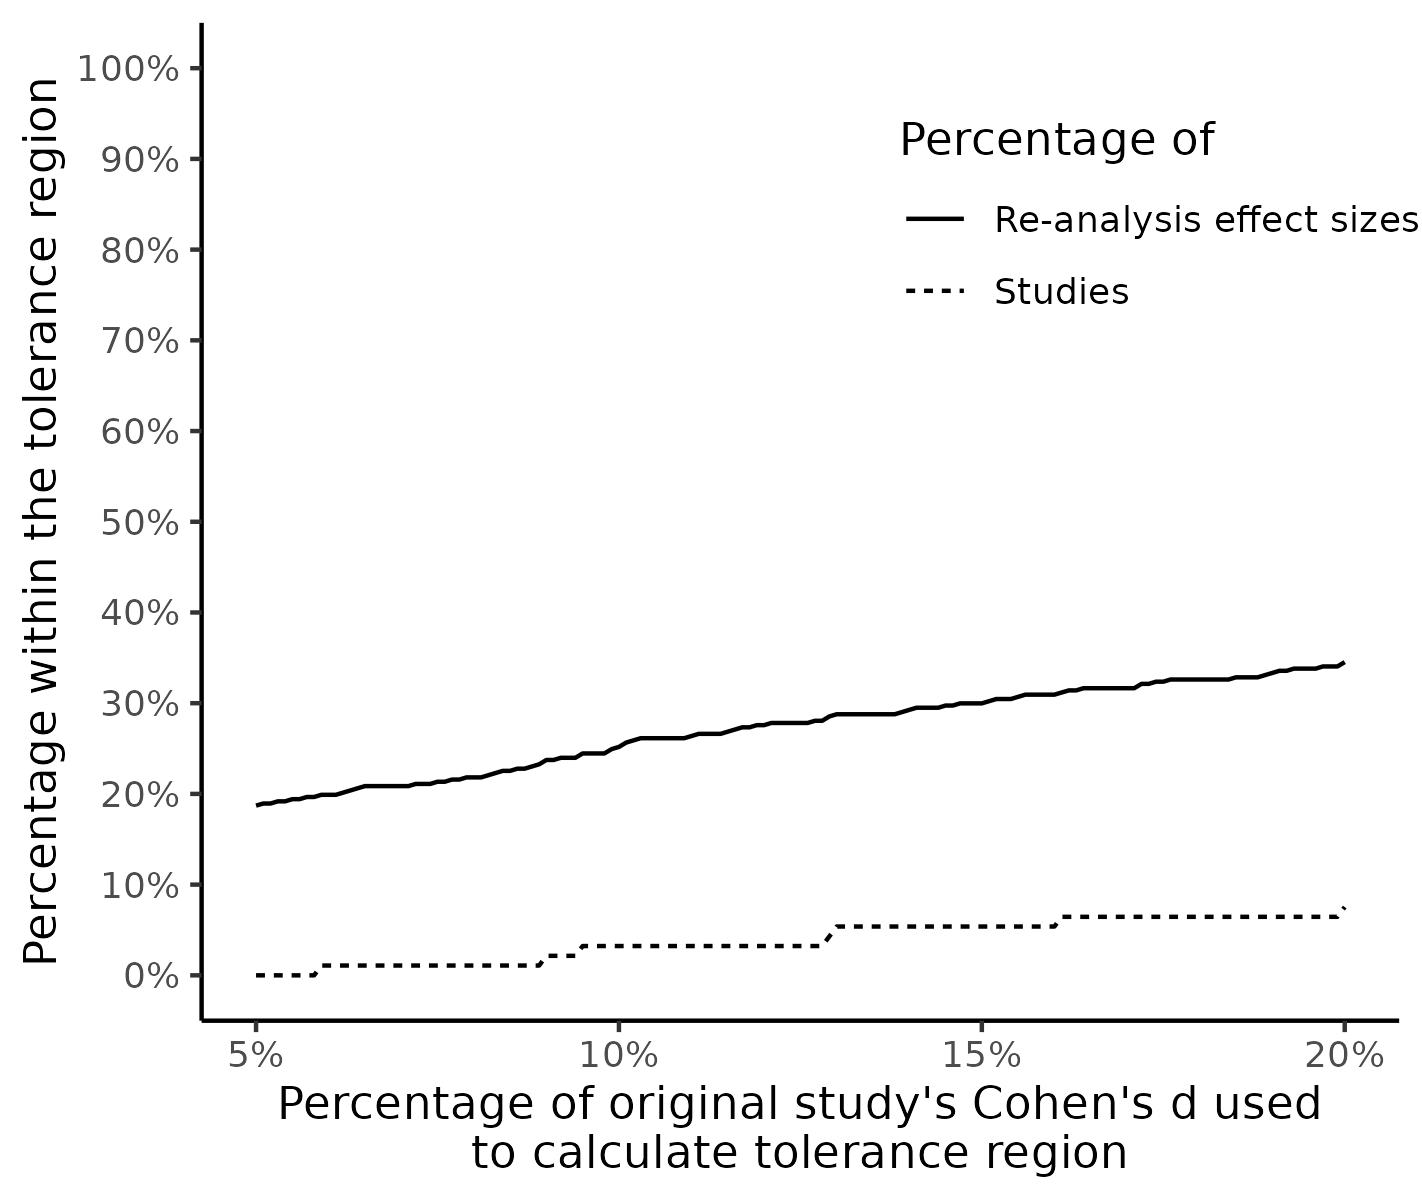 100%
90%
80%
70%
60%
50%
40%
30%
20%
10%
0%
Percentage within the tolerance region
Percentage of
Re-analysis effect sizes
Studies
5%
10%
15%
20%
Percentage of original study's Cohen's d used
to calculate tolerance region